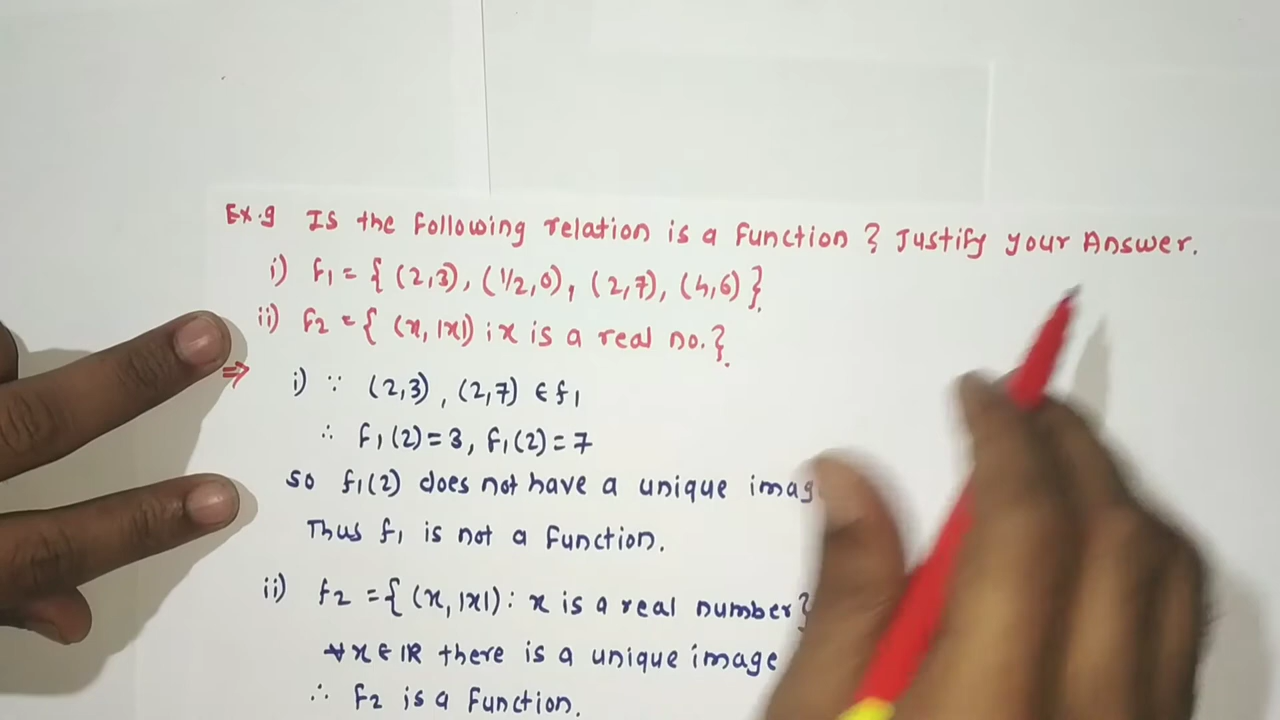 Ex.9 Is the Following relation is a Function ? Justify your Answer.
i) f₁ = { (2,3), (1/2,0), (2,7), (4,6) }.
ii) f₂ = { (x, |x|) ; x is a real no. }.
⇒ i) ∵ (2,3) , (2,7) ∈ f₁
∴ f₁(2) = 3, f₁(2) = 7
so f₁(2) does not have a unique
Thus f₁ is not a Function.
ii) f₂ = { (x, |x|) : x is a real number }
∀ x ∈ IR there is a unique image
∴ f₂ is a Function.